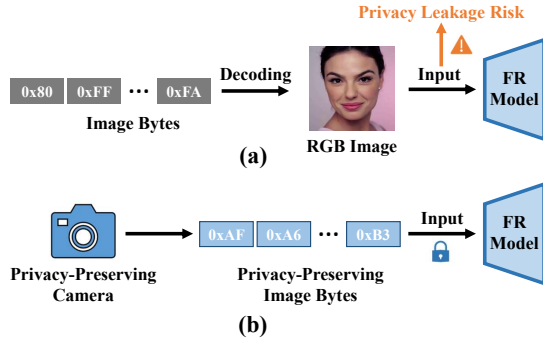 Privacy Leakage Risk
Decoding
Input
FR
Model
0x80 0xFF ··· 0xFA
Image Bytes
RGB Image
(a)
Input
FR
Model
0xAF 0xA6 ··· 0xB3
Privacy-Preserving
Camera
Privacy-Preserving
Image Bytes
(b)